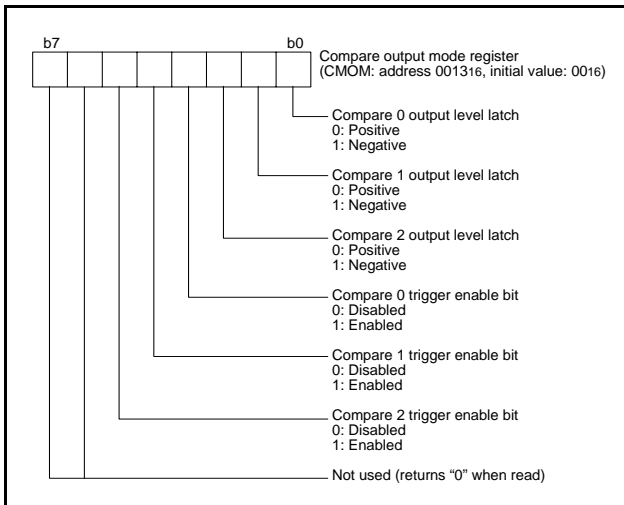 b7 b0
Compare output mode register
(CMOM: address 001316, initial value: 0016)
Compare 0 output level latch
0: Positive
1: Negative
Compare 1 output level latch
0: Positive
1: Negative
Compare 2 output level latch
0: Positive
1: Negative
Compare 0 trigger enable bit
0: Disabled
1: Enabled
Compare 1 trigger enable bit
0: Disabled
1: Enabled
Compare 2 trigger enable bit
0: Disabled
1: Enabled
Not used (returns “0” when read)